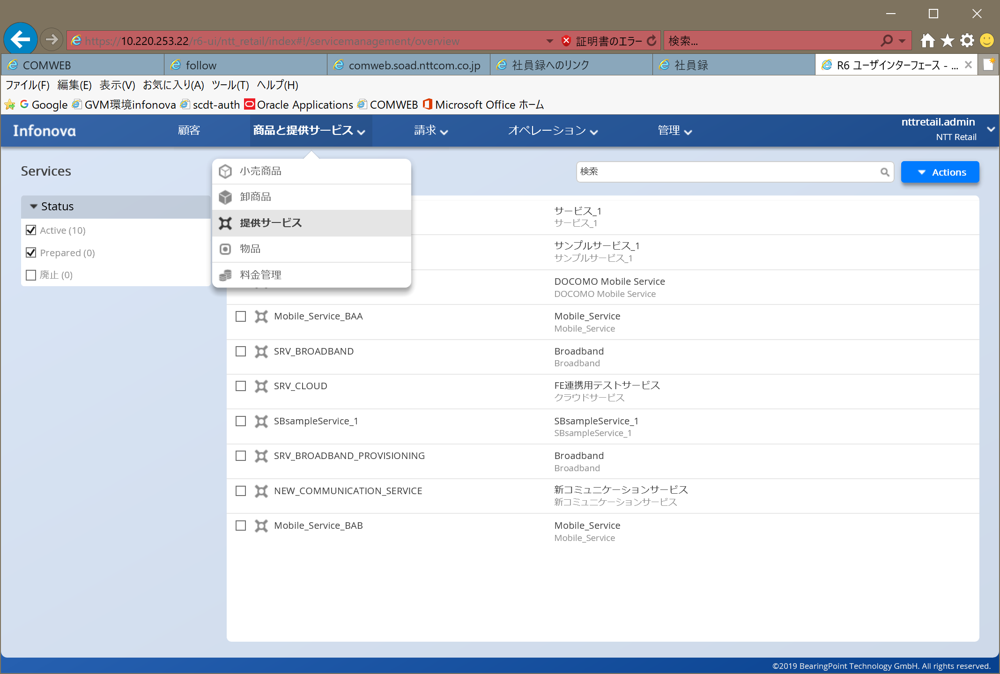 https://10.220.253.22/r6-ui/ntt_retail/index#!/servicemanagement/overview 証明書のエラー 検索...
COMWEB follow comweb.soad.nttcom.co.jp 社員録へのリンク 社員録 R6 ユーザインターフェース - ...
ファイル(F) 編集(E) 表示(V) お気に入り(A) ツール(T) ヘルプ(H)
Google GVM環境infonova scdt-auth Oracle Applications COMWEB Microsoft Office ホーム
Infonova 顧客 商品と提供サービス 請求 オペレーション 管理 nttretail.admin
NTT Retail
Services
検索
Actions
小売商品
卸商品
提供サービス
物品
料金管理
Status
Active (10)
Prepared (0)
廃止 (0)
サービス_1
サービス_1
サンプルサービス_1
サンプルサービス_1
DOCOMO Mobile Service
DOCOMO Mobile Service
Mobile_Service_BAA Mobile_Service
Mobile_Service
SRV_BROADBAND Broadband
Broadband
SRV_CLOUD FE連携用テストサービス
クラウドサービス
SBsampleService_1 SBsampleService_1
SBsampleService_1
SRV_BROADBAND_PROVISIONING Broadband
Broadband
NEW_COMMUNICATION_SERVICE 新コミュニケーションサービス
新コミュニケーションサービス
Mobile_Service_BAB Mobile_Service
Mobile_Service
©2019 BearingPoint Technology GmbH. All rights reserved.